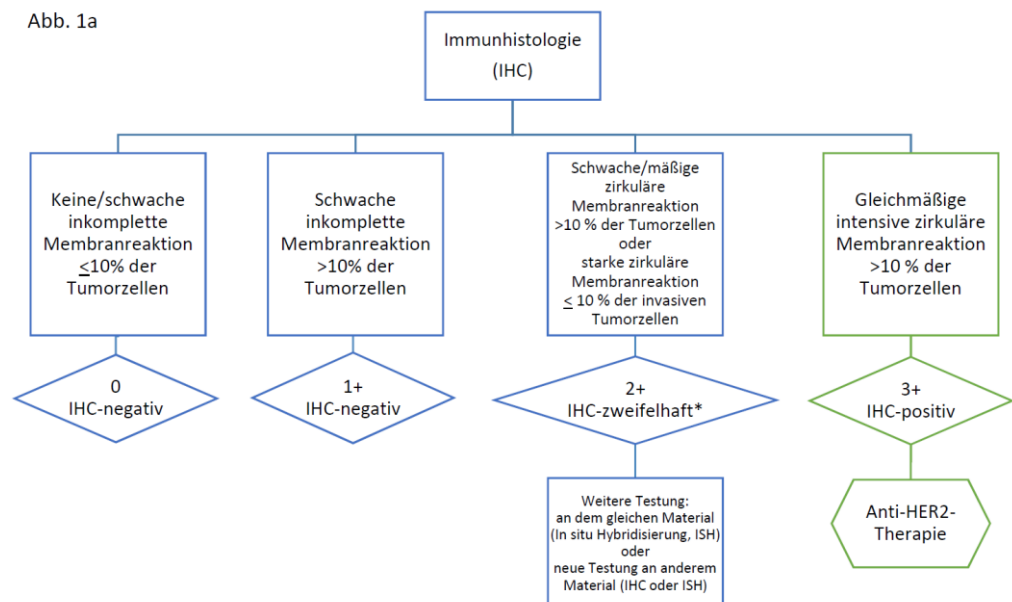 Abb. 1a
Immunhistologie
(IHC)
Keine/schwache
inkomplette
Membranreaktion
≤10% der
Tumorzellen
Schwache
inkomplette
Membranreaktion
>10% der
Tumorzellen
Schwache/mäßige
zirkuläre
Membranreaktion
>10 % der Tumorzellen
oder
starke zirkuläre
Membranreaktion
≤ 10 % der invasiven
Tumorzellen
Gleichmäßige
intensive zirkuläre
Membranreaktion
>10 % der
Tumorzellen
0
IHC-negativ
1+
IHC-negativ
2+
IHC-zweifelhaft*
3+
IHC-positiv
Weitere Testung:
an dem gleichen Material
(In situ Hybridisierung, ISH)
oder
neue Testung an anderem
Material (IHC oder ISH)
Anti-HER2-
Therapie